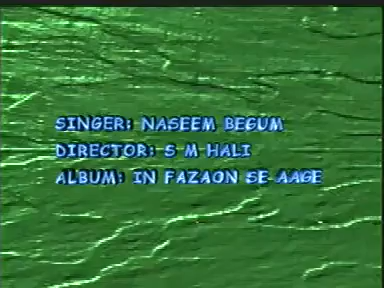 SINGER: NASEEM BEGUM
DIRECTOR: S M HALI
ALBUM: IN FAZAON SE AAGE